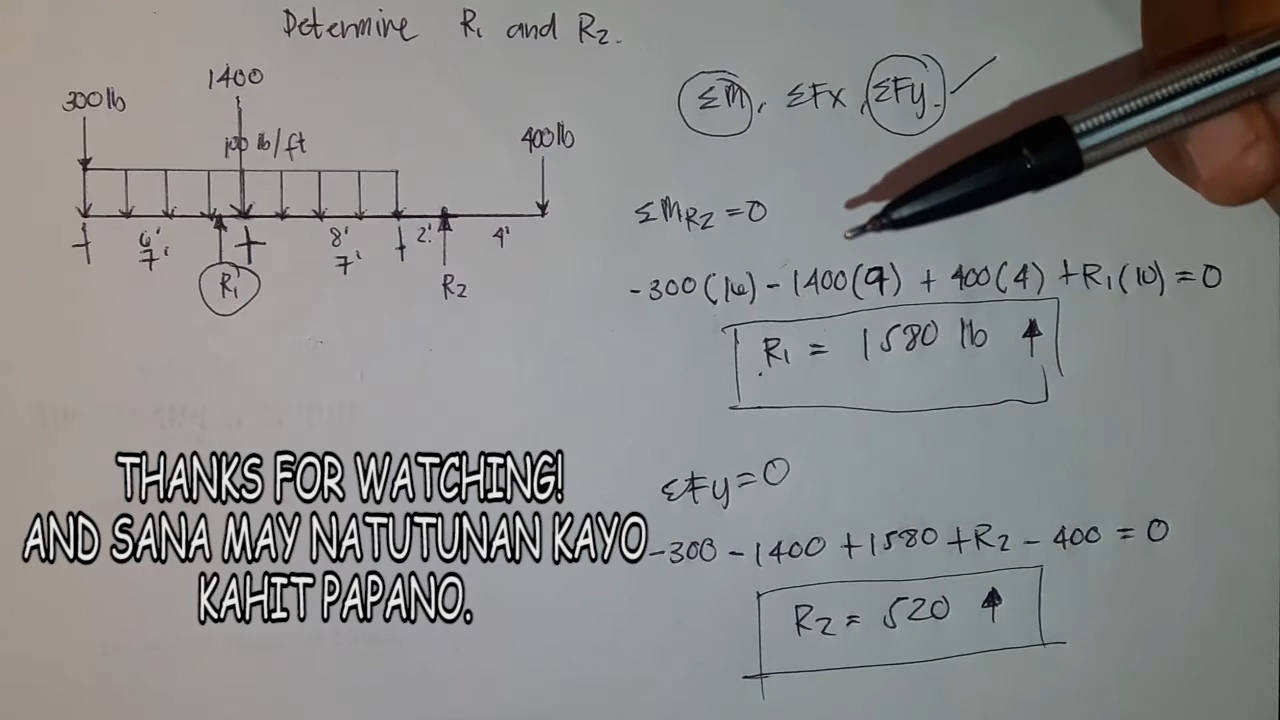 Determine R₁ and R₂.
1400
300 lb
100 lb/ft
400 lb
6'
8'
2'
4'
7'
7'
R₁
R₂
ΣM, ΣFx, ΣFy. ✓
ΣM_R2 = 0
-300(16) - 1400(9) + 400(4) + R₁(10) = 0
R₁ = 1580 lb ↑
ΣFy = 0
-300 - 1400 + 1580 + R₂ - 400 = 0
R₂ = 520 ↑
THANKS FOR WATCHING!
AND SANA MAY NATUTUNAN KAYO
KAHIT PAPANO.